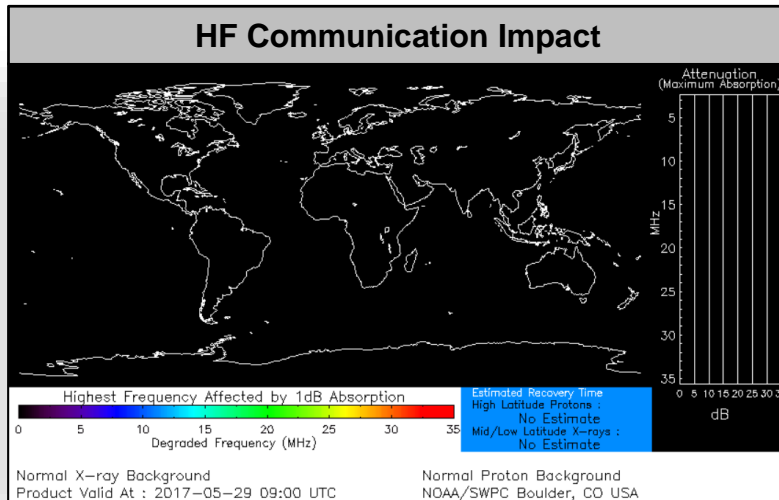 HF Communication Impact
Attenuation
(Maximum Absorption)
5
10
15
20
25
30
35
MHz
0 5 10 15 20 25 30
dB
Highest Frequency Affected by 1dB Absorption
0 5 10 15 20 25 30 35
Degraded Frequency (MHz)
Estimated Recovery Time
High Latitude Protons :
No Estimate
Mid/Low Latitude X-rays :
No Estimate
Normal X-ray Background
Product Valid At : 2017-05-29 09:00 UTC
Normal Proton Background
NOAA/SWPC Boulder, CO USA